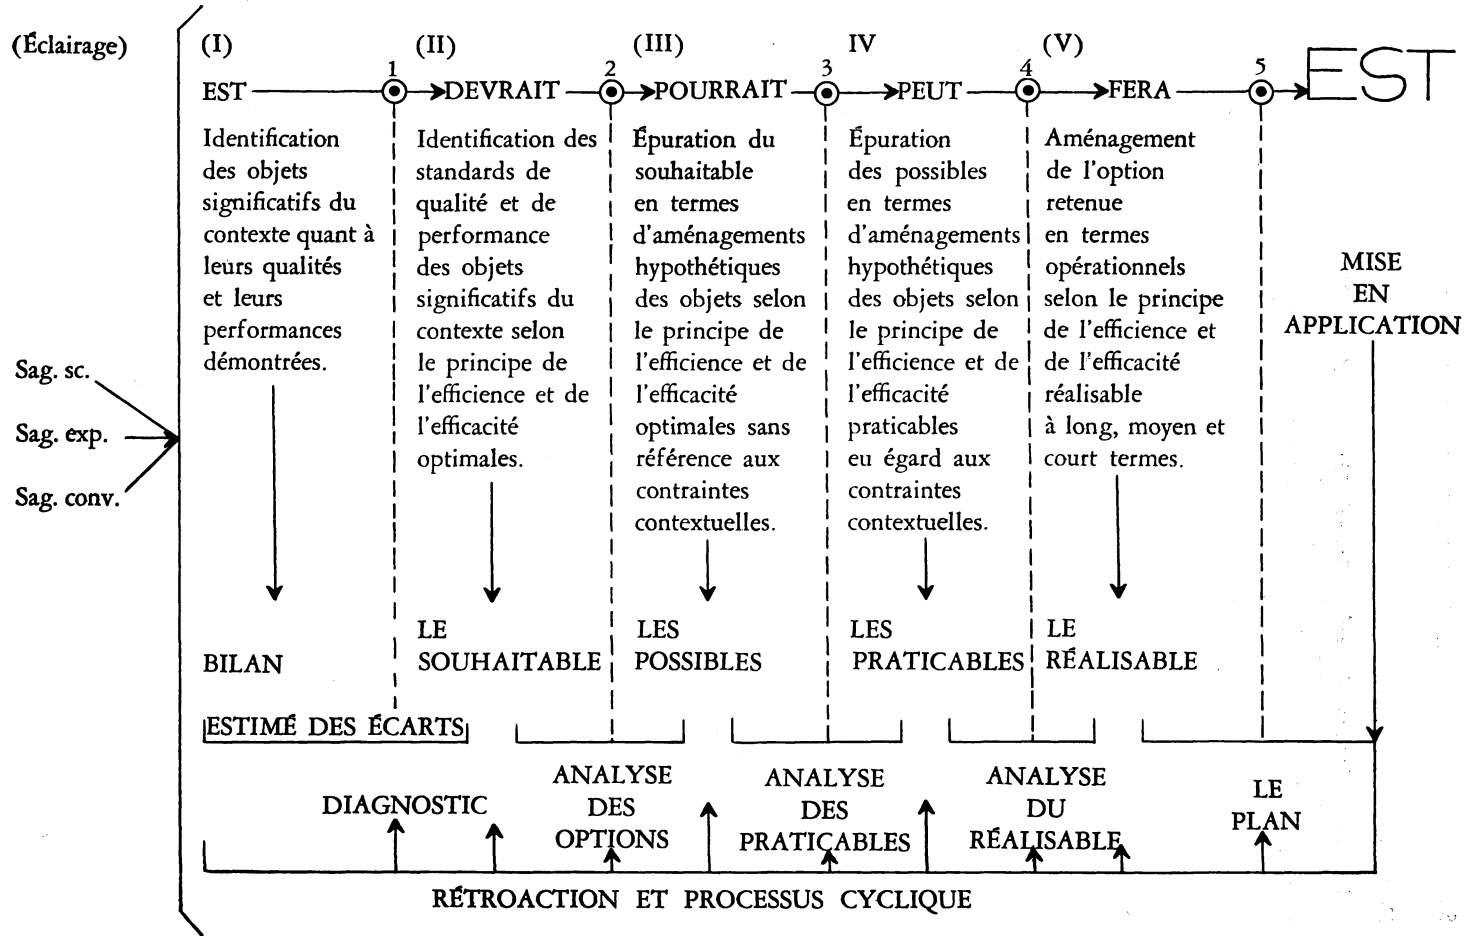 (Éclairage)
(I)
(II)
(III)
IV
(V)
1
2
3
4
5
EST
DEVRAIT
POURRAIT
PEUT
FERA
EST
Identification
des objets
significatifs du
contexte quant à
leurs qualités
et leurs
performances
démontrées.
Identification des
standards de
qualité et de
performance
des objets
significatifs du
contexte selon
le principe de
l'efficience et de
l'efficacité
optimales.
Épuration du
souhaitable
en termes
d'aménagements
hypothétiques
des objets selon
le principe de
l'efficience et de
l'efficacité
optimales sans
référence aux
contraintes
contextuelles.
Épuration
des possibles
en termes
d'aménagements
hypothétiques
des objets selon
le principe de
l'efficience et de
l'efficacité
praticables
eu égard aux
contraintes
contextuelles.
Aménagement
de l'option
retenue
en termes
opérationnels
selon le principe
de l'efficience et
de l'efficacité
réalisable
à long, moyen et
court termes.
MISE
EN
APPLICATION
Sag. sc.
Sag. exp.
Sag. conv.
BILAN
LE
SOUHAITABLE
LES
POSSIBLES
LES
PRATICABLES
LE
RÉALISABLE
ESTIMÉ DES ÉCARTS
DIAGNOSTIC
ANALYSE
DES
OPTIONS
ANALYSE
DES
PRATICABLES
ANALYSE
DU
RÉALISABLE
LE
PLAN
RÉTROACTION ET PROCESSUS CYCLIQUE